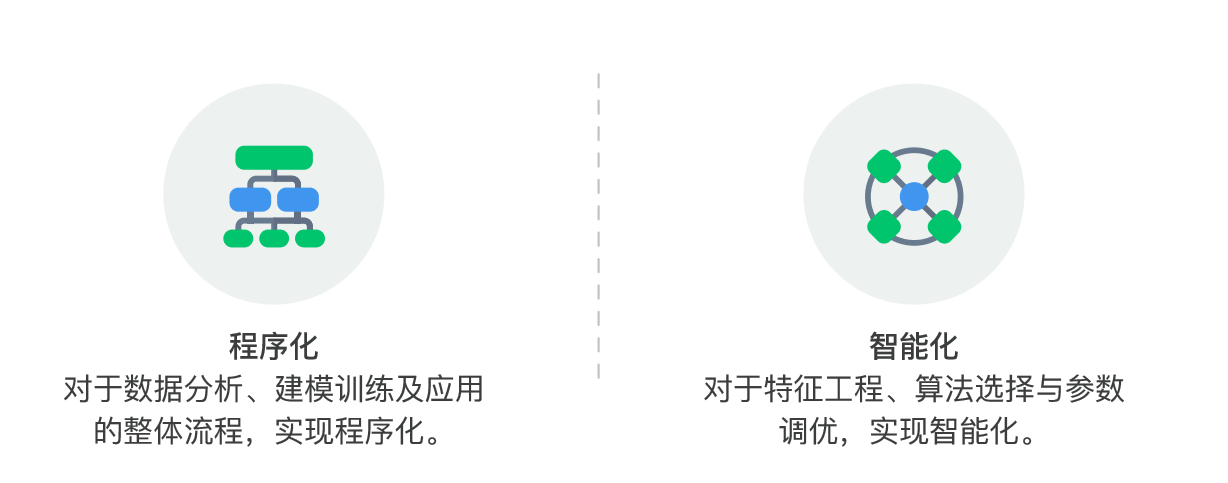 程序化
对于数据分析、建模训练及应用
的整体流程，实现程序化。
智能化
对于特征工程、算法选择与参数
调优，实现智能化。